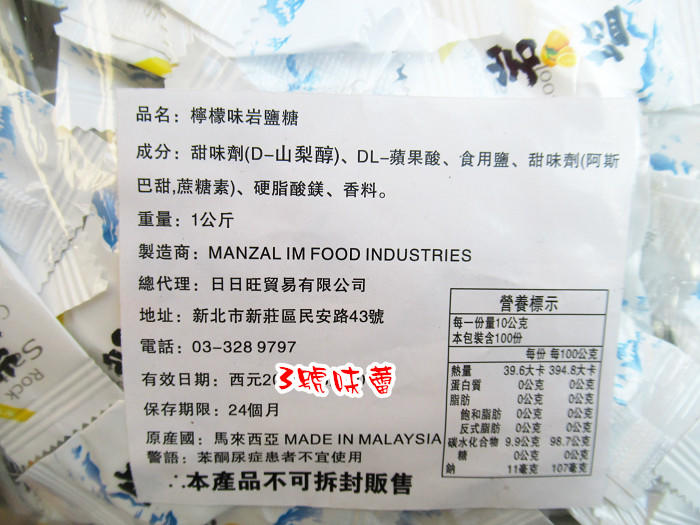 品名：檸檬味岩鹽糖
成分：甜味劑(D-山梨醇)、DL-蘋果酸、食用鹽、甜味劑(阿斯
巴甜,蔗糖素)、硬脂酸鎂、香料。
重量：1公斤
製造商：MANZAL IM FOOD INDUSTRIES
總代理：日日旺貿易有限公司
地址：新北市新莊區民安路43號
電話：03-328 9797
有效日期：西元2
3號味蕾
保存期限：24個月
原產國：馬來西亞 MADE IN MALAYSIA
警語：苯酮尿症患者不宜使用
∴本產品不可拆封販售
營養標示
每一份量10公克
本包裝含100份
每份 每100公克
熱量 39.6大卡 394.8大卡
蛋白質 0公克 0公克
脂肪 0公克 0公克
飽和脂肪 0公克 0公克
反式脂肪 0公克 0公克
碳水化合物 9.9公克 98.7公克
糖 0公克 0公克
鈉 11毫克 107毫克
Rock